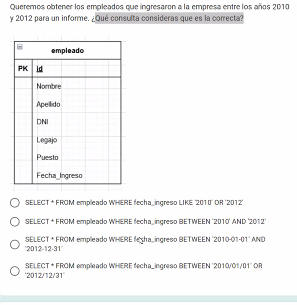 Queremos obtener los empleados que ingresaron a la empresa entre los años 2010
y 2012 para un informe. ¿Qué consulta consideras que es la correcta?
empleado
PK id
Nombre
Apellido
DNI
Legajo
Puesto
Fecha_Ingreso
SELECT * FROM empleado WHERE fecha_ingreso LIKE '2010' OR '2012'
SELECT * FROM empleado WHERE fecha_ingreso BETWEEN '2010' AND '2012'
SELECT * FROM empleado WHERE fecha_ingreso BETWEEN '2010-01-01' AND
'2012-12-31'
SELECT * FROM empleado WHERE fecha_ingreso BETWEEN '2010/01/01' OR
'2012/12/31'